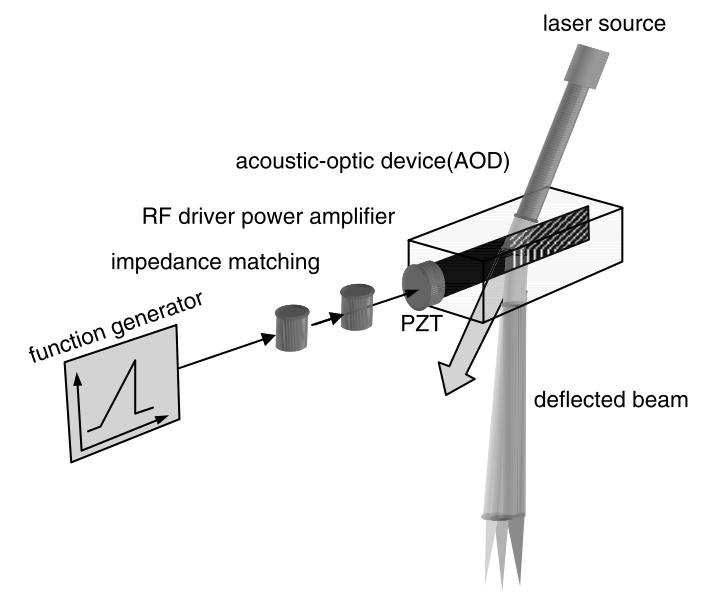 laser source
acoustic-optic device(AOD)
RF driver power amplifier
impedance matching
function generator
PZT
deflected beam